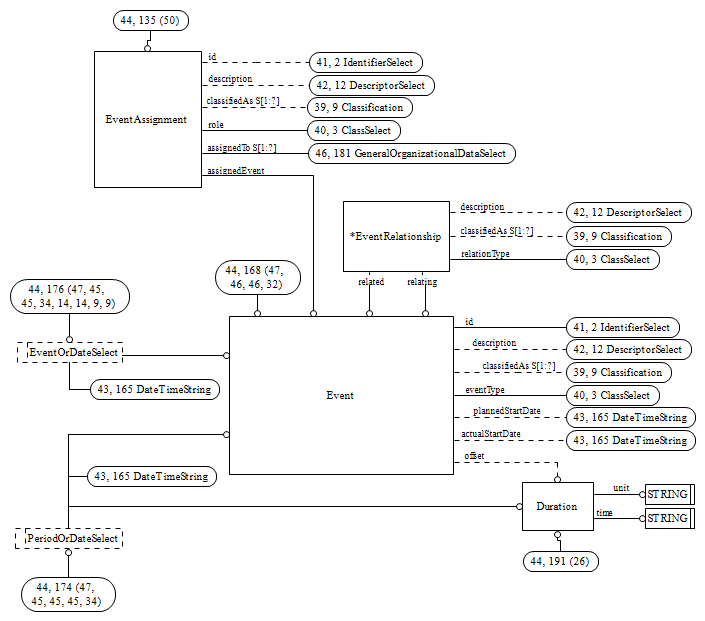 44, 135 (50)
id
41, 2 IdentifierSelect
description
42, 12 DescriptorSelect
classifiedAs S[1:?]
39, 9 Classification
EventAssignment
role
40, 3 ClassSelect
assignedTo S[1:?]
46, 181 GeneralOrganizationalDataSelect
assignedEvent
description
42, 12 DescriptorSelect
*EventRelationship
classifiedAs S[1:?]
39, 9 Classification
relationType
40, 3 ClassSelect
related
relating
44, 168 (47,
46, 46, 32)
44, 176 (47, 45,
45, 34, 14, 14, 9, 9)
EventOrDateSelect
43, 165 DateTimeString
id
41, 2 IdentifierSelect
description
42, 12 DescriptorSelect
classifiedAs S[1:?]
39, 9 Classification
Event
eventType
40, 3 ClassSelect
plannedStartDate
43, 165 DateTimeString
actualStartDate
43, 165 DateTimeString
offset
43, 165 DateTimeString
Duration
unit
STRING
time
STRING
PeriodOrDateSelect
44, 191 (26)
44, 174 (47,
45, 45, 45, 34)